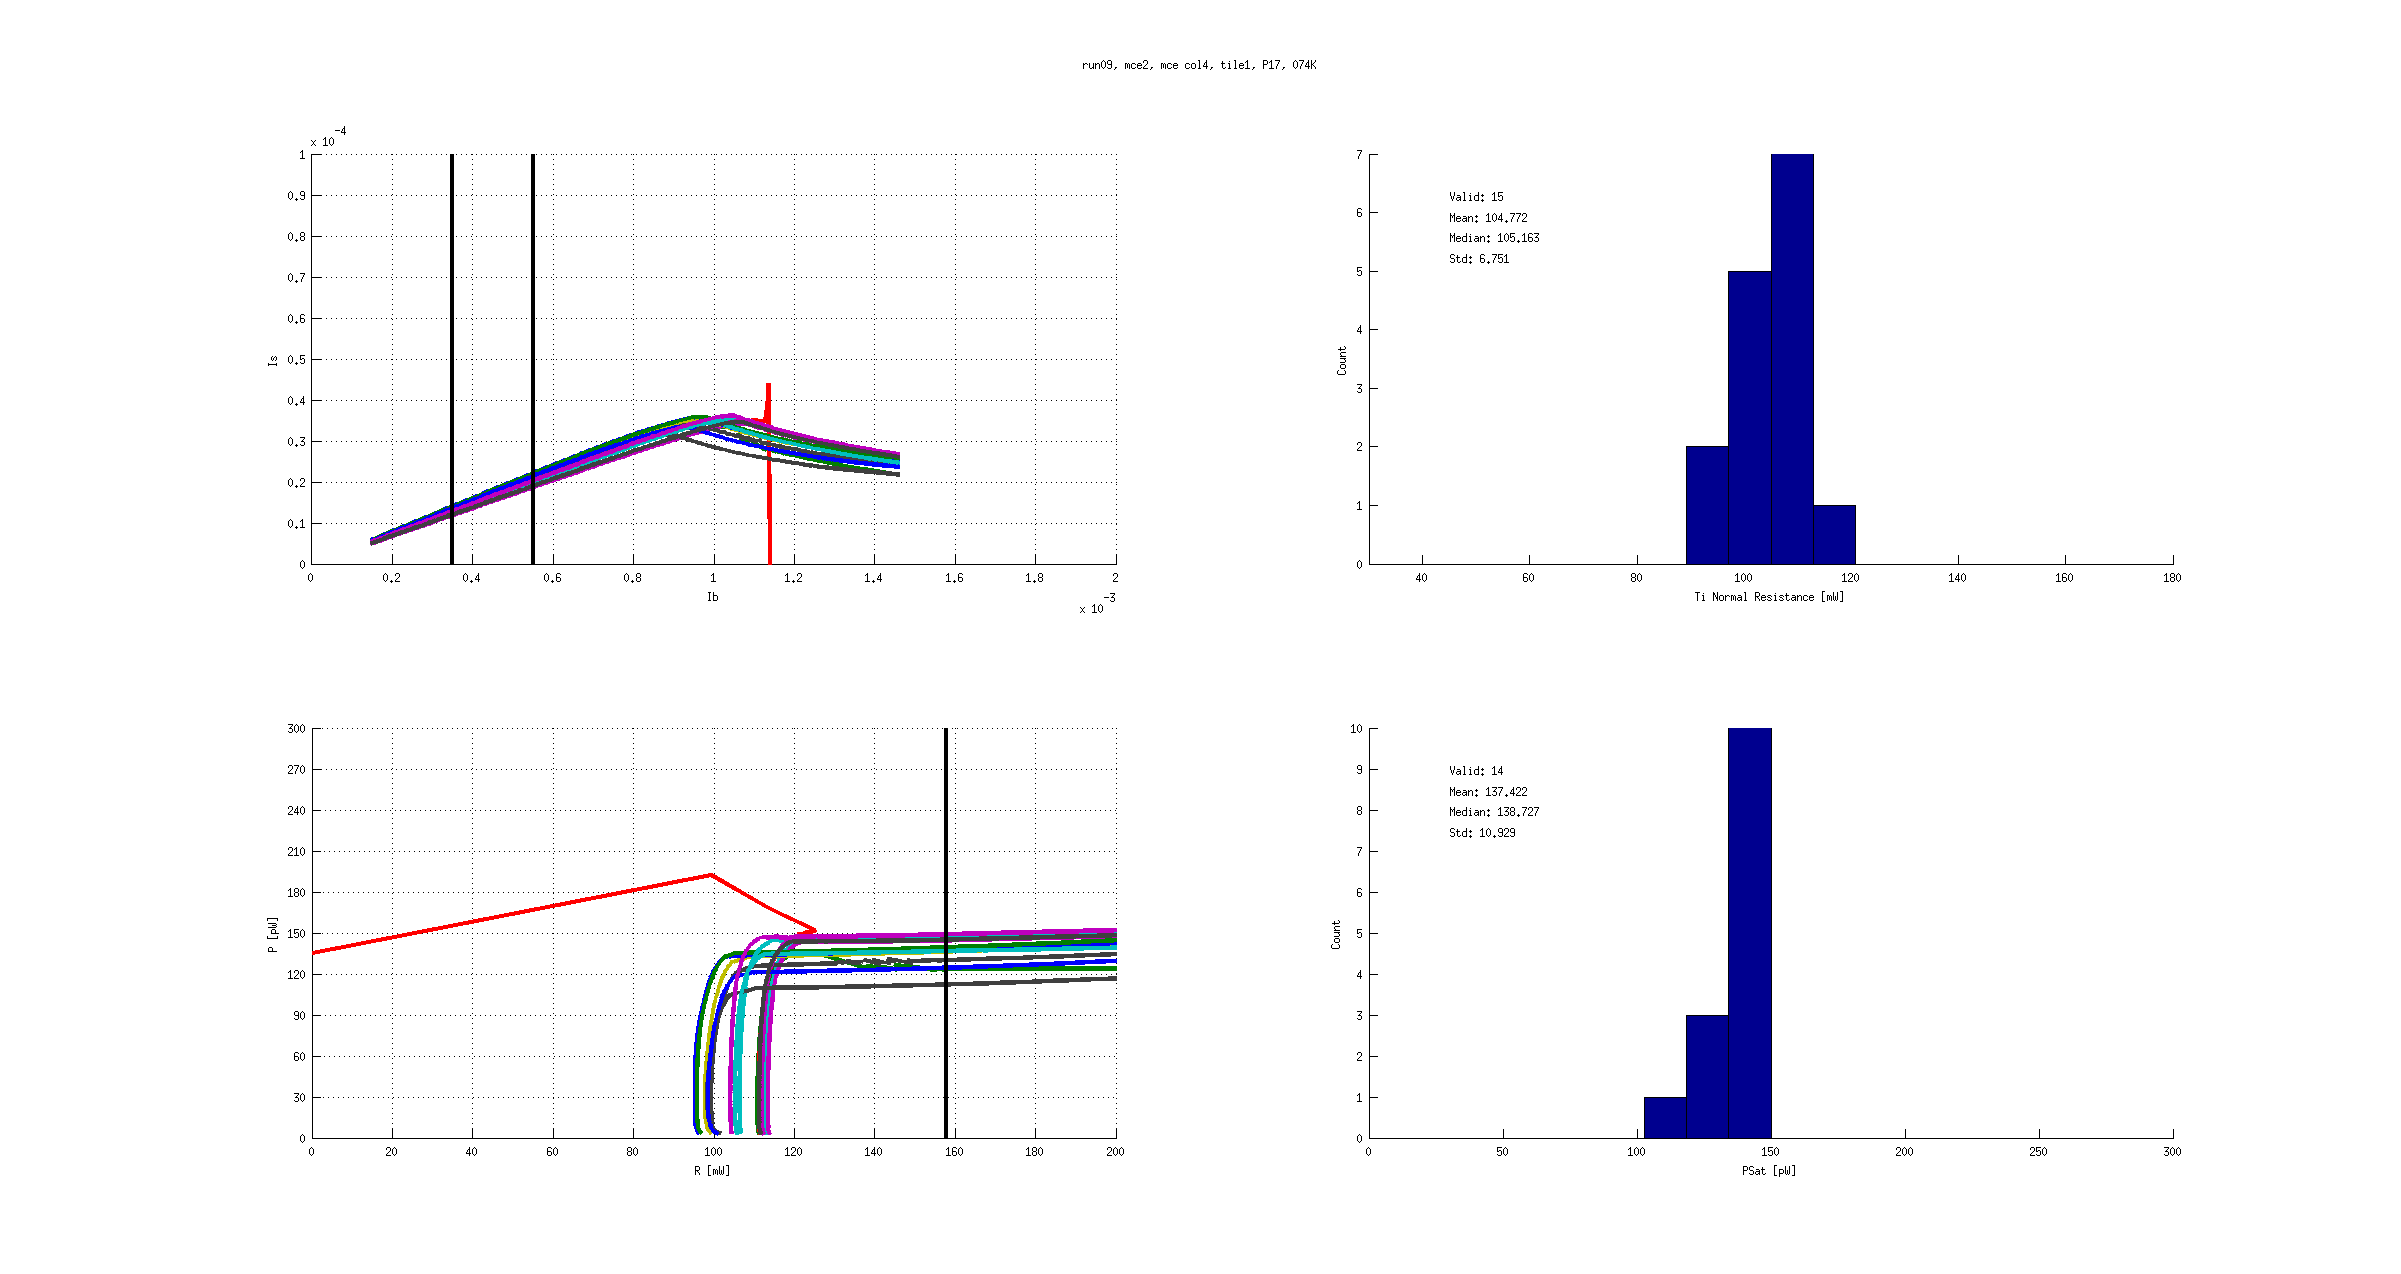 run09, mce2, mce col4, tile1, P17, 074K
x 10^-4
1
0.9
0.8
0.7
0.6
0.5
0.4
0.3
0.2
0.1
0
Is
0 0.2 0.4 0.6 0.8 1 1.2 1.4 1.6 1.8 2
Ib
x 10^-3
7
6
5
4
3
2
1
0
Count
Valid: 15
Mean: 104.772
Median: 105.163
Std: 6.751
40 60 80 100 120 140 160 180
Ti Normal Resistance [mW]
300
270
240
210
180
150
120
90
60
30
0
P [pW]
0 20 40 60 80 100 120 140 160 180 200
R [mW]
10
9
8
7
6
5
4
3
2
1
0
Count
Valid: 14
Mean: 137.422
Median: 138.727
Std: 10.929
0 50 100 150 200 250 300
PSat [pW]